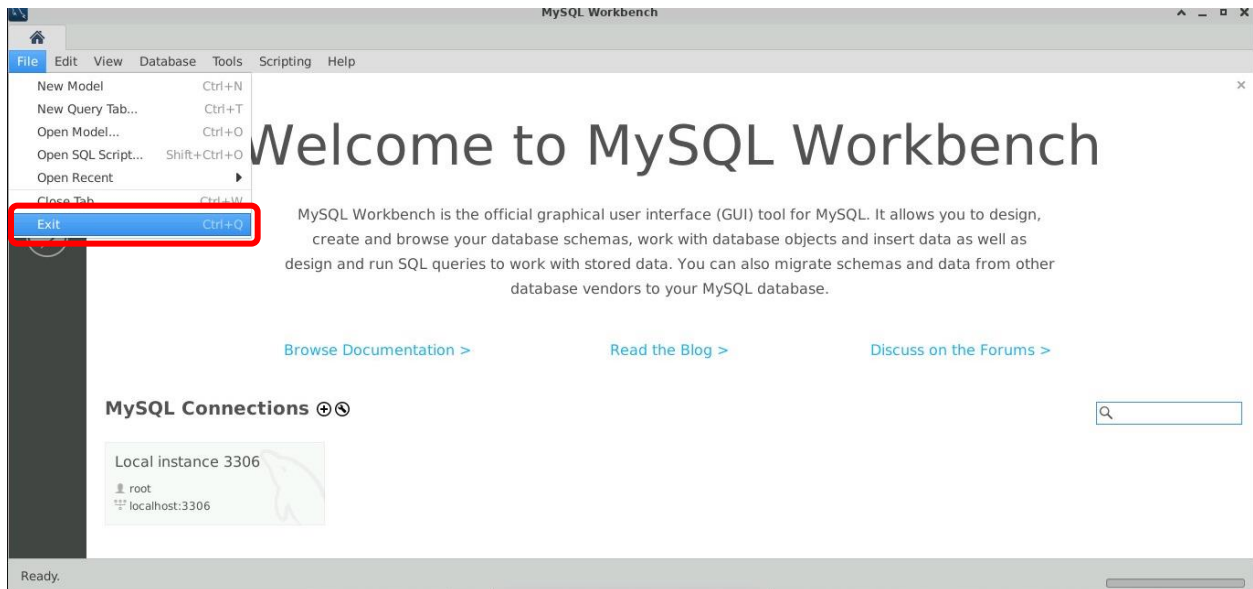 MySQL Workbench
File Edit View Database Tools Scripting Help
New Model Ctrl+N
New Query Tab... Ctrl+T
Open Model... Ctrl+O
Open SQL Script... Shift+Ctrl+O
Open Recent
Close Tab Ctrl+W
Exit Ctrl+Q
Welcome to MySQL Workbench
MySQL Workbench is the official graphical user interface (GUI) tool for MySQL. It allows you to design,
create and browse your database schemas, work with database objects and insert data as well as
design and run SQL queries to work with stored data. You can also migrate schemas and data from other
database vendors to your MySQL database.
Browse Documentation > Read the Blog > Discuss on the Forums >
MySQL Connections
Local instance 3306
root
localhost:3306
Ready.